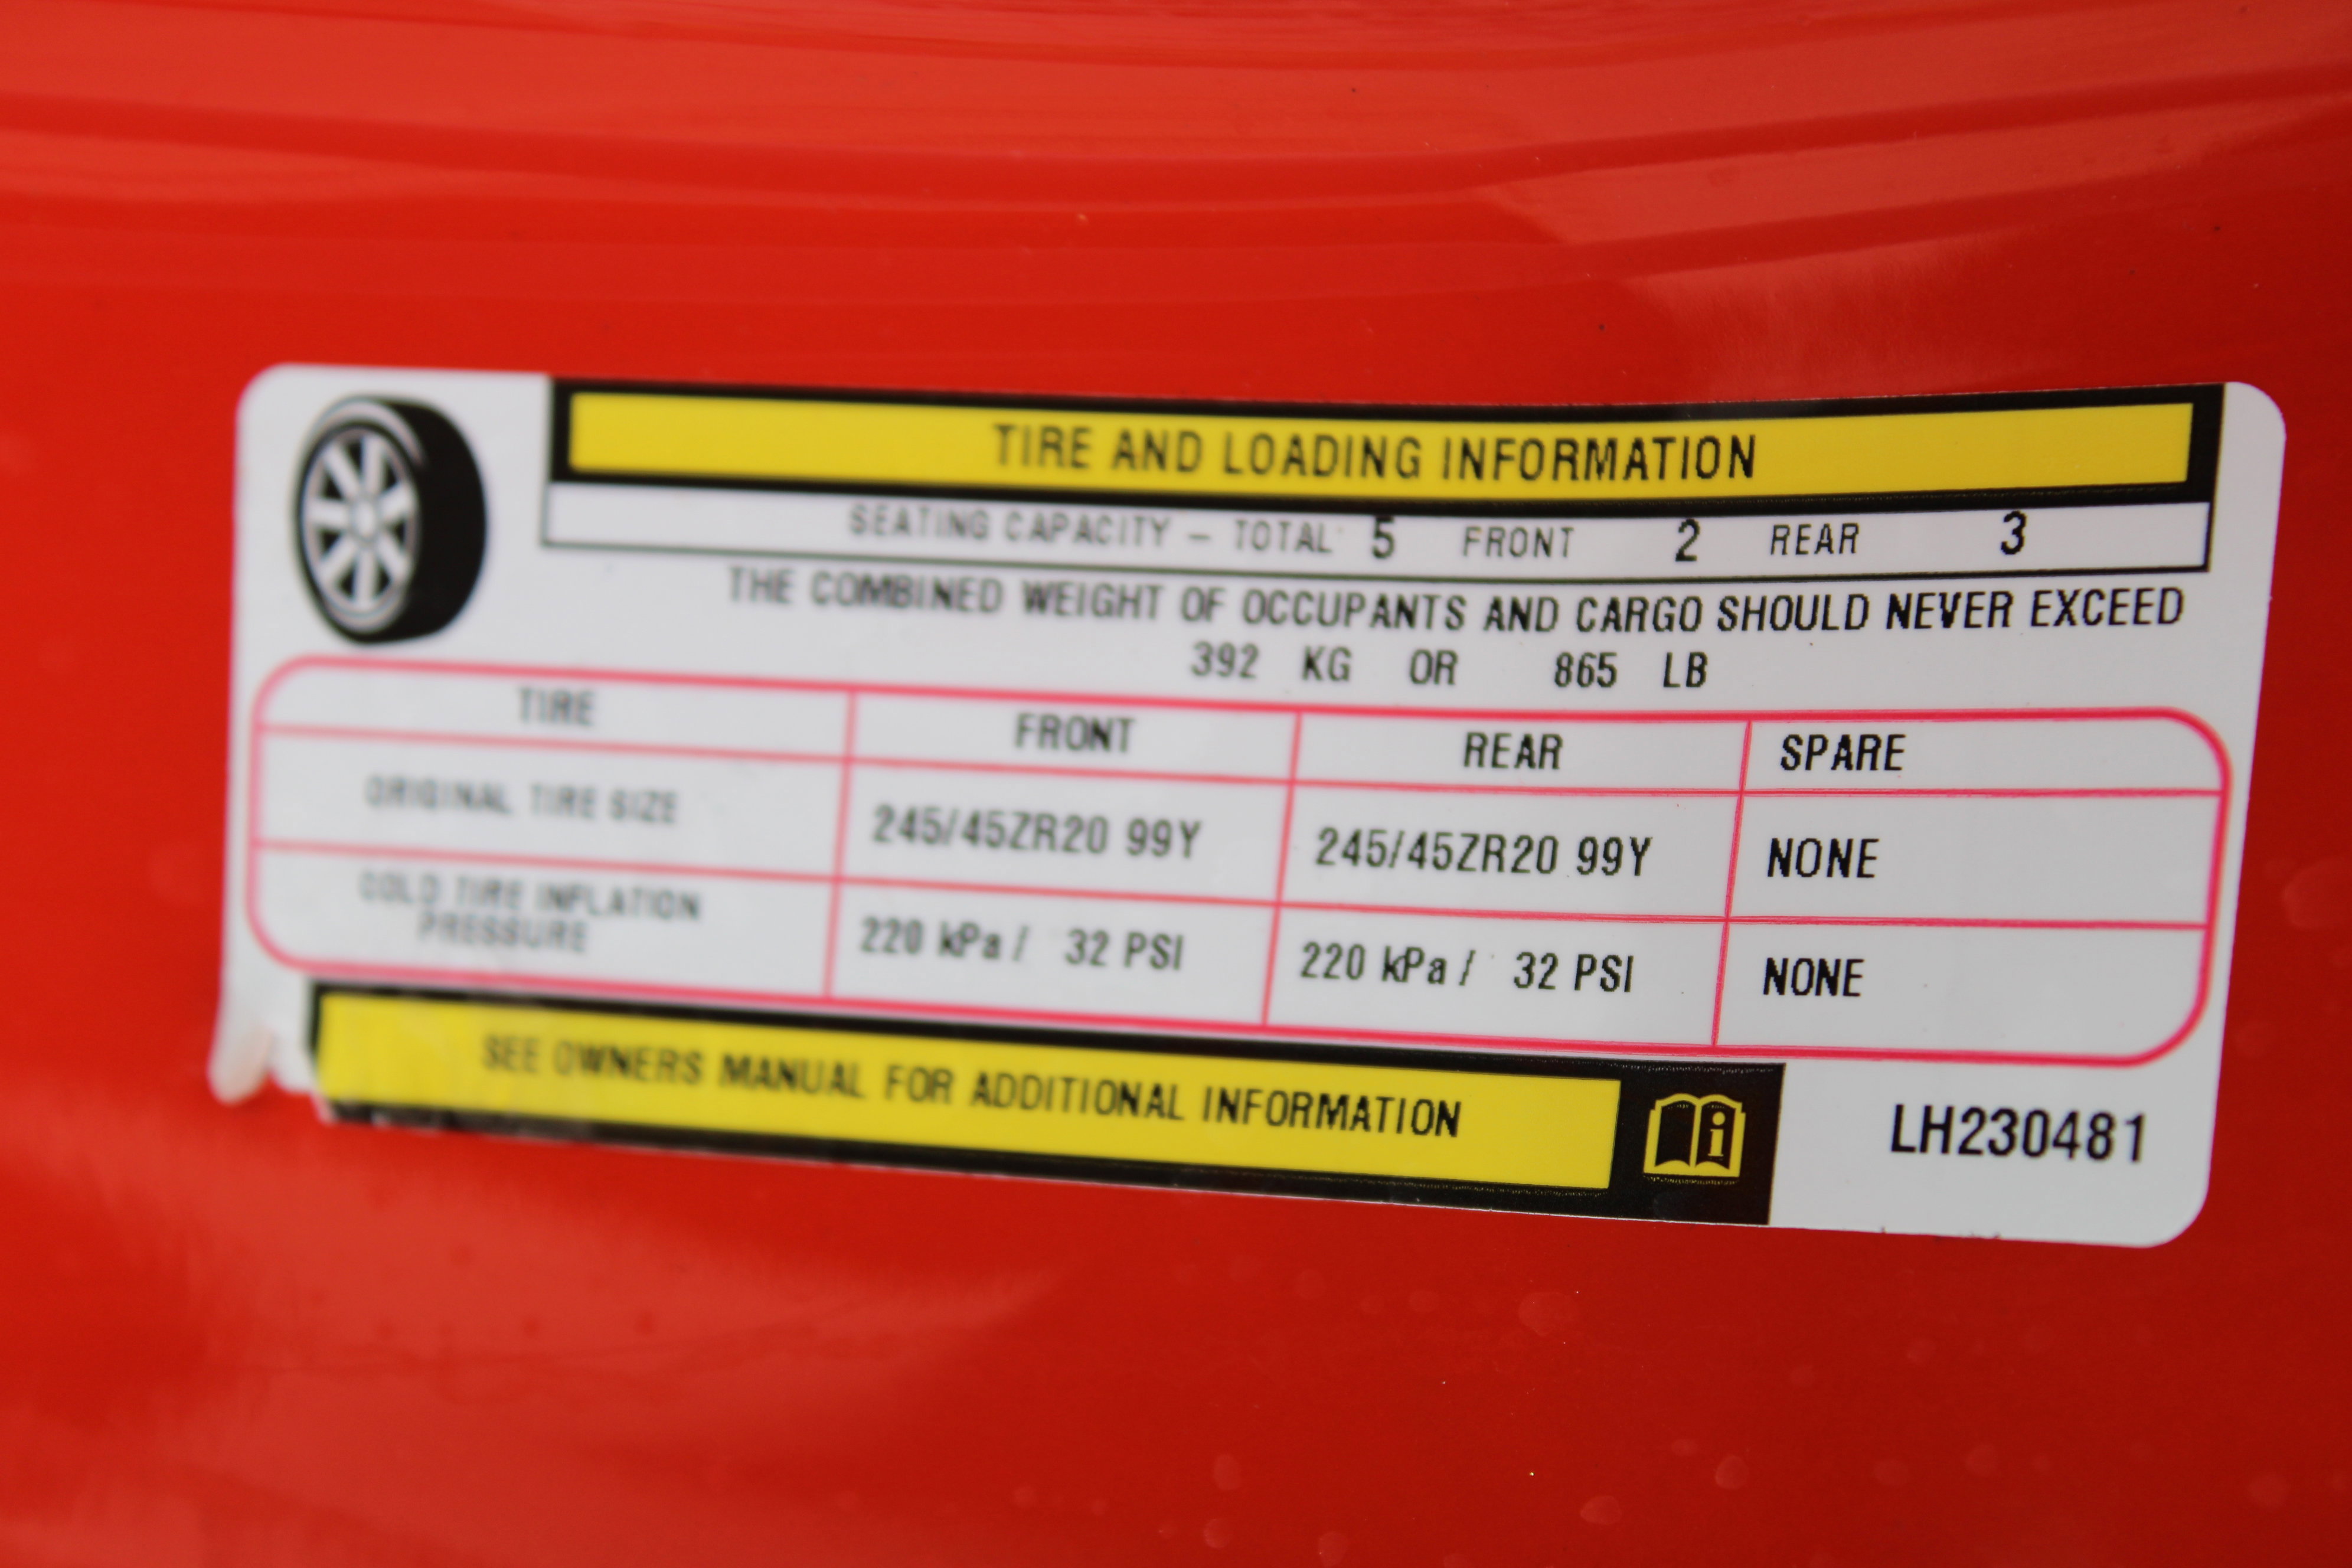 TIRE AND LOADING INFORMATION
SEATING CAPACITY – TOTAL 5 FRONT 2 REAR 3
THE COMBINED WEIGHT OF OCCUPANTS AND CARGO SHOULD NEVER EXCEED
392 KG OR 865 LB
TIRE FRONT REAR SPARE
ORIGINAL TIRE SIZE 245/45ZR20 99Y 245/45ZR20 99Y NONE
COLD TIRE INFLATION
PRESSURE 220 kPa / 32 PSI 220 kPa / 32 PSI NONE
SEE OWNERS MANUAL FOR ADDITIONAL INFORMATION
LH230481